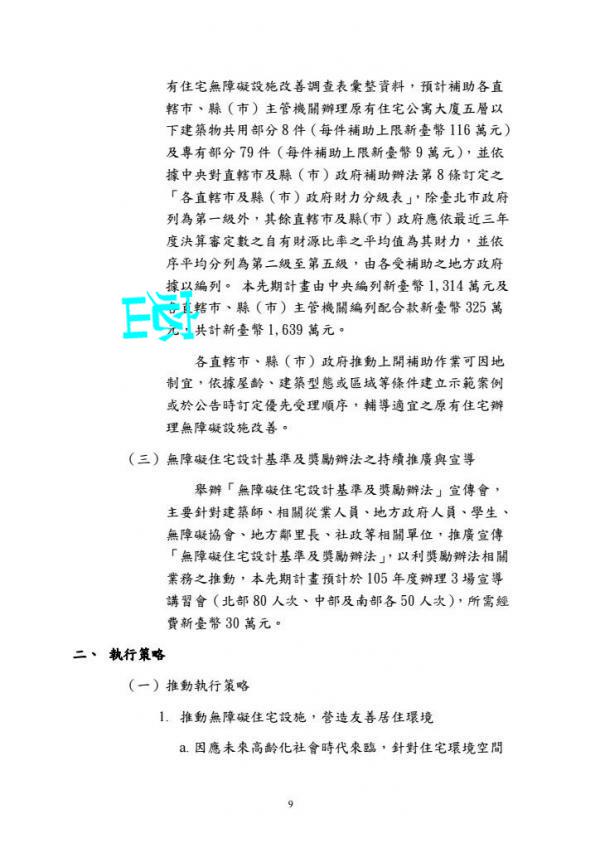 有住宅無障礙設施改善調查表彙整資料，預計補助各直
轄市、縣（市）主管機關辦理原有住宅公寓大廈五層以
下建築物共用部分 8 件（每件補助上限新臺幣 116 萬元）
及專有部分 79 件（每件補助上限新臺幣 9 萬元），並依
據中央對直轄市及縣（市）政府補助辦法第 8 條訂定之
「各直轄市及縣（市）政府財力分級表」，除臺北市政府
列為第一級外，其餘直轄市及縣(市）政府應依最近三年
度決算審定數之自有財源比率之平均值為其財力，並依
序平均分列為第二級至第五級，由各受補助之地方政府
據以編列。 本先期計畫由中央編列新臺幣 1,314 萬元及
各直轄市、縣（市）主管機關編列配合款新臺幣 325 萬
元，共計新臺幣 1,639 萬元。
各直轄市、縣（市）政府推動上開補助作業可因地
制宜，依據屋齡、建築型態或區域等條件建立示範案例
或於公告時訂定優先受理順序，輔導適宜之原有住宅辦
理無障礙設施改善。
（三）無障礙住宅設計基準及獎勵辦法之持續推廣與宣導
舉辦「無障礙住宅設計基準及獎勵辦法」宣傳會，
主要針對建築師、相關從業人員、地方政府人員、學生、
無障礙協會、地方鄰里長、社政等相關單位，推廣宣傳
「無障礙住宅設計基準及獎勵辦法」，以利獎勵辦法相關
業務之推動，本先期計畫預計於 105 年度辦理 3 場宣導
講習會（北部 80 人次、中部及南部各 50 人次），所需經
費新臺幣 30 萬元。
二、 執行策略
（一）推動執行策略
1. 推動無障礙住宅設施，營造友善居住環境
a.因應未來高齡化社會時代來臨，針對住宅環境空間
9